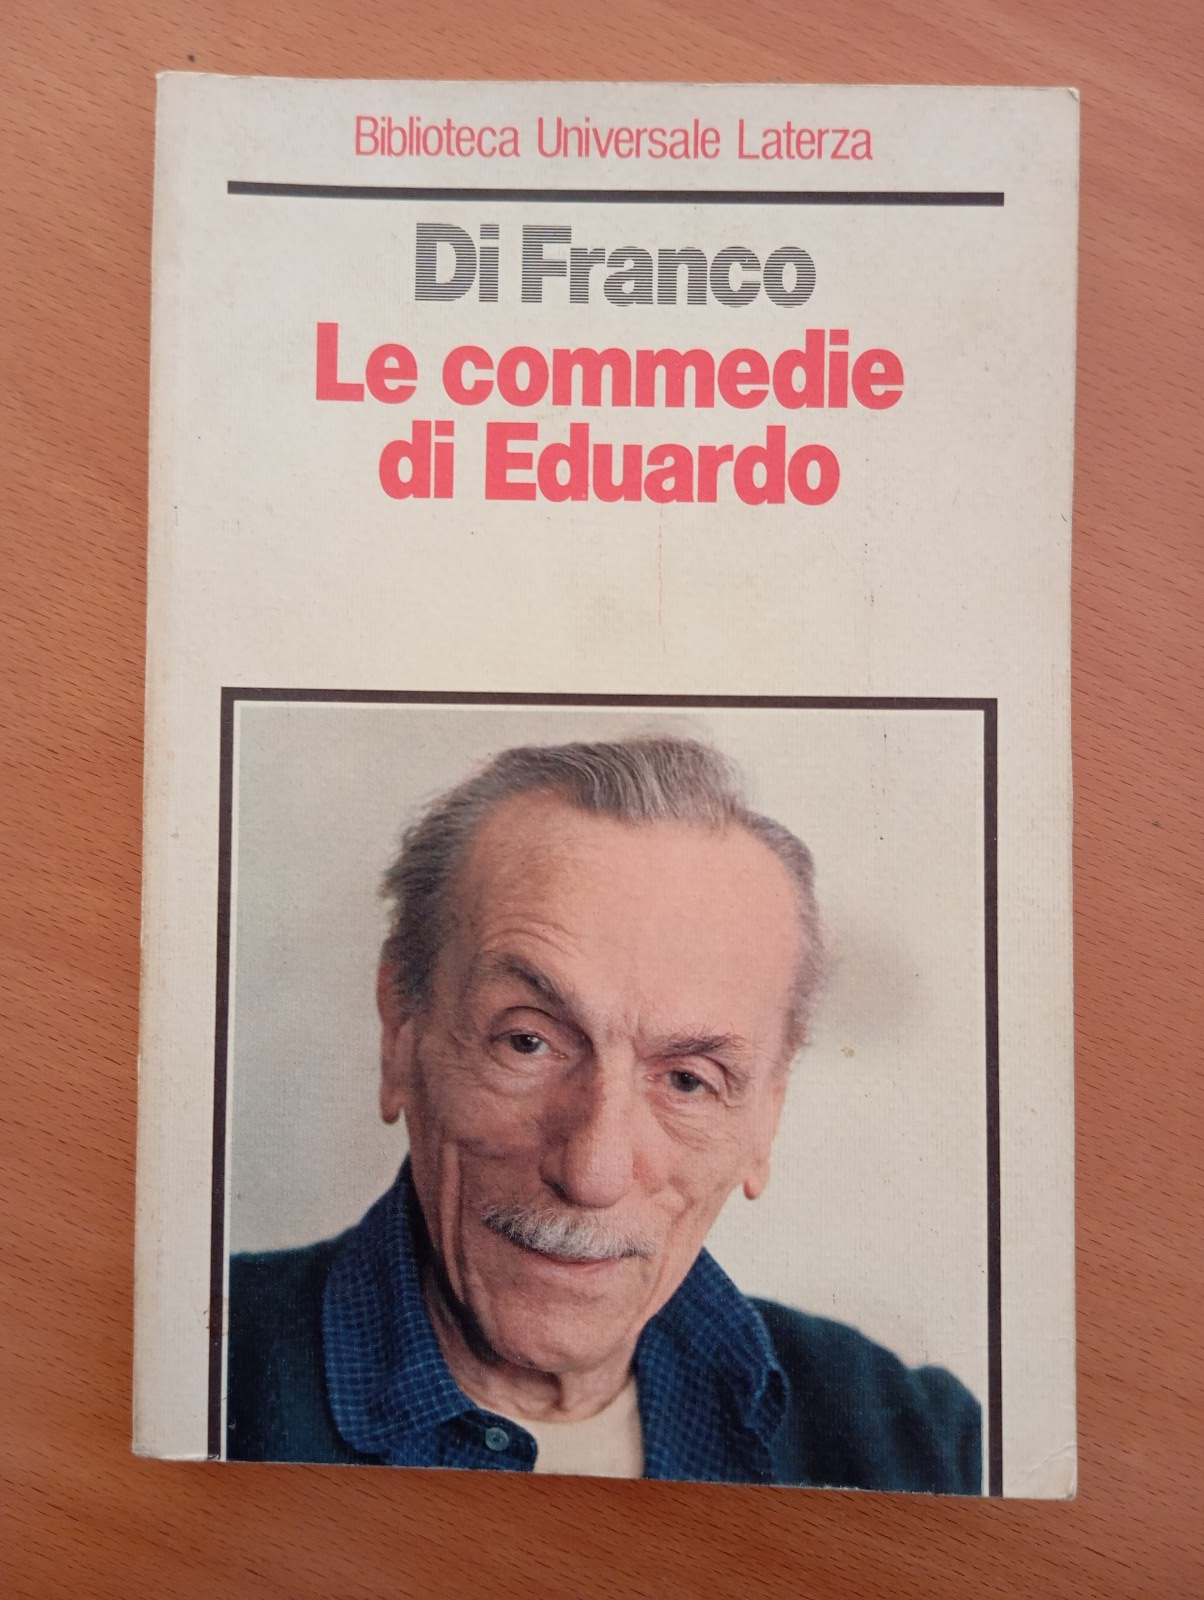 Biblioteca Universale Laterza
Di Franco
Le commedie
di Eduardo